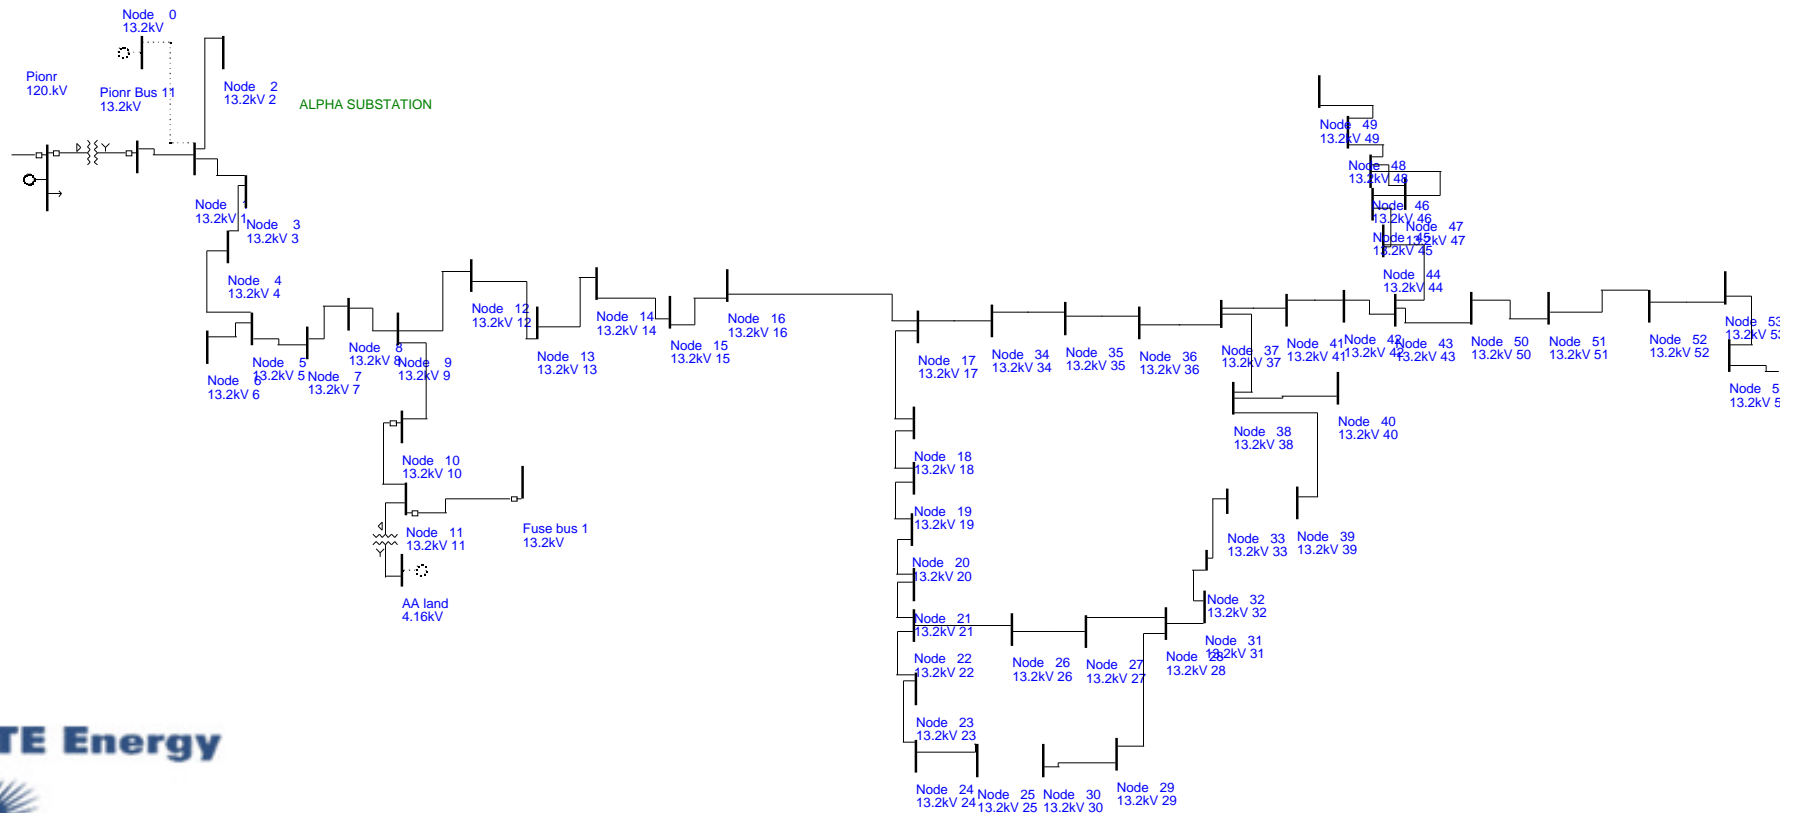 Node 0
13.2kV
Pionr
120.kV
Pionr Bus 11
13.2kV
Node 2
13.2kV 2
ALPHA SUBSTATION
Node
13.2kV 1
Node 3
13.2kV 3
Node 4
13.2kV 4
Node 5
13.2kV 5
Node 6
13.2kV 6
Node 7
13.2kV 7
Node 8
13.2kV 8
Node 9
13.2kV 9
Node 10
13.2kV 10
Node 11
13.2kV 11
Fuse bus 1
13.2kV
AA land
4.16kV
Node 12
13.2kV 12
Node 13
13.2kV 13
Node 14
13.2kV 14
Node 15
13.2kV 15
Node 16
13.2kV 16
Node 17
13.2kV 17
Node 18
13.2kV 18
Node 19
13.2kV 19
Node 20
13.2kV 20
Node 21
13.2kV 21
Node 22
13.2kV 22
Node 23
13.2kV 23
Node 24
13.2kV 24
Node 25
13.2kV 25
Node 26
13.2kV 26
Node 27
13.2kV 27
Node 28
13.2kV 28
Node 29
13.2kV 29
Node 30
13.2kV 30
Node 31
13.2kV 31
Node 32
13.2kV 32
Node 33
13.2kV 33
Node 34
13.2kV 34
Node 35
13.2kV 35
Node 36
13.2kV 36
Node 37
13.2kV 37
Node 38
13.2kV 38
Node 39
13.2kV 39
Node 40
13.2kV 40
Node 41
13.2kV 41
Node 42
13.2kV 42
Node 43
13.2kV 43
Node 44
13.2kV 44
Node 45
13.2kV 45
Node 46
13.2kV 46
Node 47
13.2kV 47
Node 48
13.2kV 48
Node 49
13.2kV 49
Node 50
13.2kV 50
Node 51
13.2kV 51
Node 52
13.2kV 52
Node 53
13.2kV 53
Node 5
13.2kV 5
TE Energy